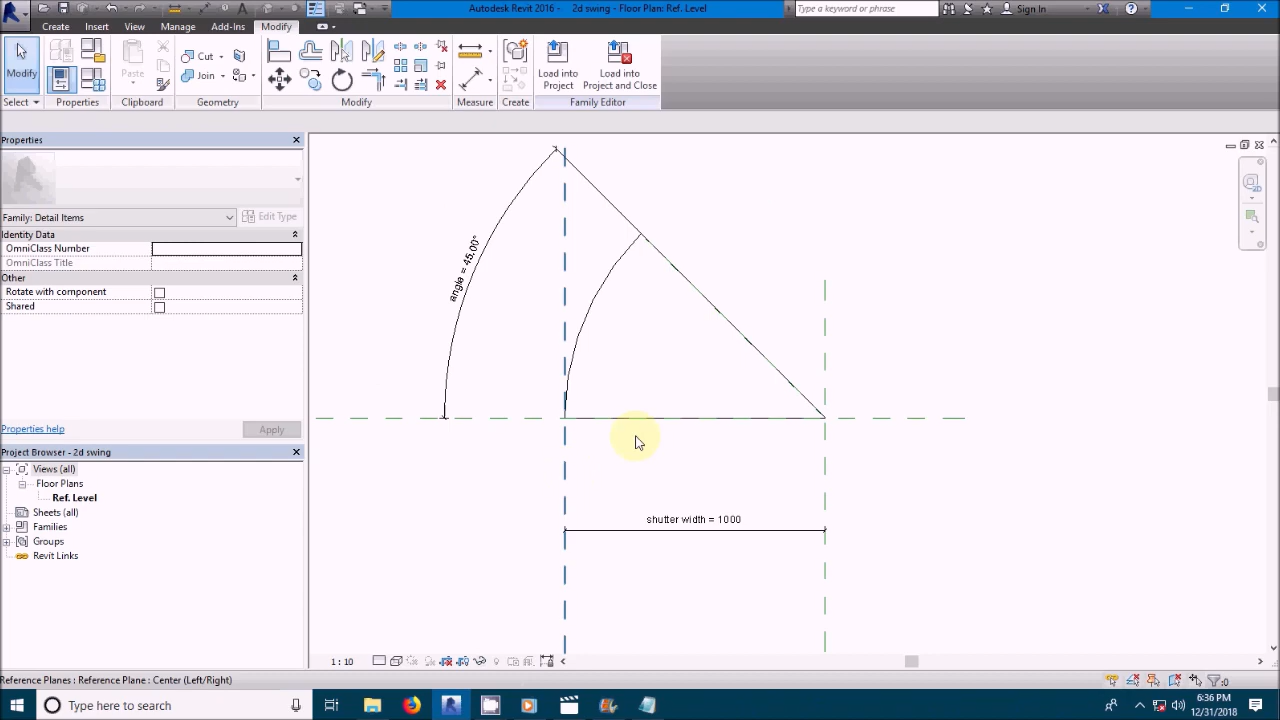 Autodesk Revit 2016 - 2d swing - Floor Plan: Ref. Level
Type a keyword or phrase
Sign In
Create Insert View Manage Add-Ins Modify
Modify
Paste
Cut
Join
Load into
Project
Load into
Project and Close
Select Properties Clipboard Geometry Modify Measure Create Family Editor
Properties
Family: Detail Items
Edit Type
Identity Data
OmniClass Number
OmniClass Title
Other
Rotate with component
Shared
Properties help
Apply
Project Browser - 2d swing
Views (all)
Floor Plans
Ref. Level
Sheets (all)
Families
Groups
Revit Links
angle = 45.00°
shutter width = 1000
1 : 10
Reference Planes : Reference Plane : Center (Left/Right)
:0
Type here to search
6:36 PM
12/31/2018